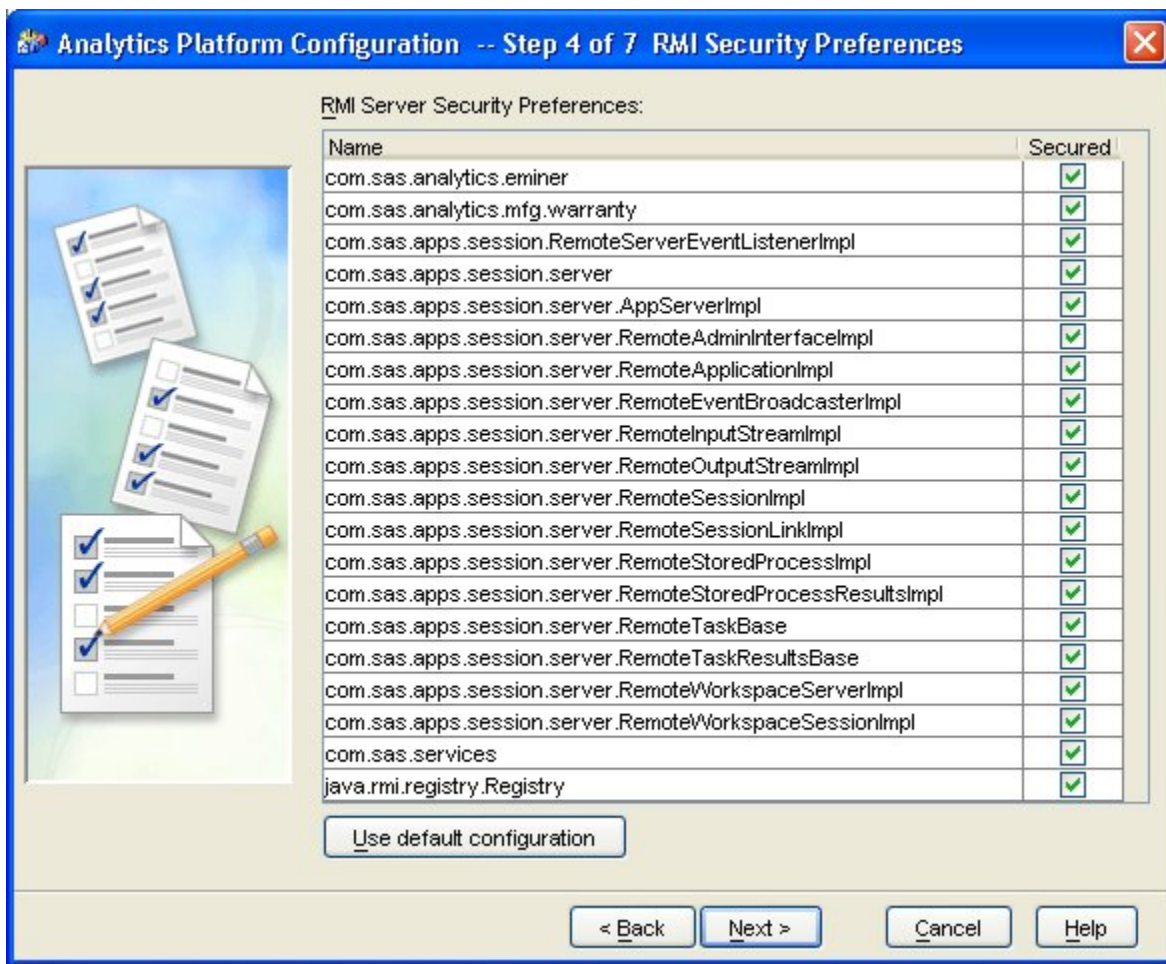 Analytics Platform Configuration -- Step 4 of 7 RMI Security Preferences
RMI Server Security Preferences:
Name Secured
com.sas.analytics.eminer
com.sas.analytics.mfg.warranty
com.sas.apps.session.RemoteServerEventListenerImpl
com.sas.apps.session.server
com.sas.apps.session.server.AppServerImpl
com.sas.apps.session.server.RemoteAdminInterfaceImpl
com.sas.apps.session.server.RemoteApplicationImpl
com.sas.apps.session.server.RemoteEventBroadcasterImpl
com.sas.apps.session.server.RemoteInputStreamImpl
com.sas.apps.session.server.RemoteOutputStreamImpl
com.sas.apps.session.server.RemoteSessionImpl
com.sas.apps.session.server.RemoteSessionLinkImpl
com.sas.apps.session.server.RemoteStoredProcessImpl
com.sas.apps.session.server.RemoteStoredProcessResultsImpl
com.sas.apps.session.server.RemoteTaskBase
com.sas.apps.session.server.RemoteTaskResultsBase
com.sas.apps.session.server.RemoteWorkspaceServerImpl
com.sas.apps.session.server.RemoteWorkspaceSessionImpl
com.sas.services
java.rmi.registry.Registry
Use default configuration
< Back Next > Cancel Help